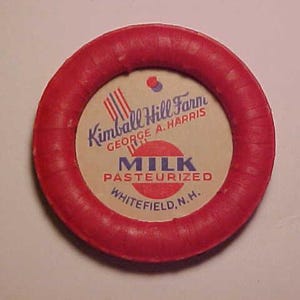 Kimball Hill Farm
GEORGE A. HARRIS
MILK
PASTEURIZED
WHITEFIELD, N.H.